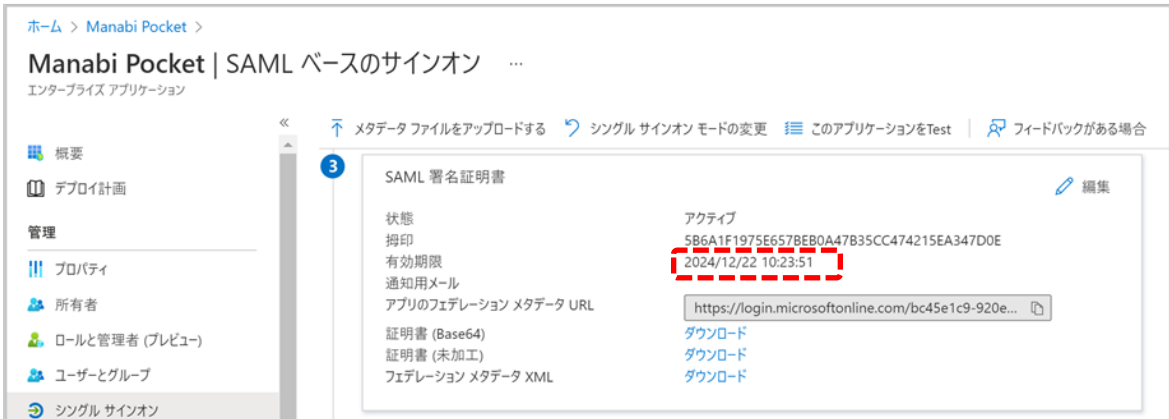 ホーム > Manabi Pocket >
Manabi Pocket | SAML ベースのサインオン ...
エンタープライズ アプリケーション
«
メタデータ ファイルをアップロードする シングル サインオン モードの変更 このアプリケーションをTest フィードバックがある場合
概要
デプロイ計画
管理
プロパティ
所有者
ロールと管理者 (プレビュー)
ユーザーとグループ
シングル サインオン
3
SAML 署名証明書
編集
状態 アクティブ
拇印 5B6A1F1975E657BEB0A47B35CC474215EA347D0E
有効期限 2024/12/22 10:23:51
通知用メール
アプリのフェデレーション メタデータ URL https://login.microsoftonline.com/bc45e1c9-920e...
証明書 (Base64) ダウンロード
証明書 (未加工) ダウンロード
フェデレーション メタデータ XML ダウンロード